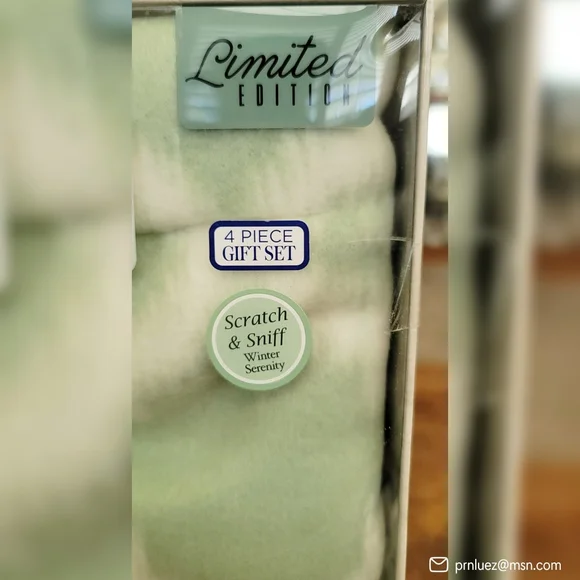 Limited
EDITION
4 PIECE
GIFT SET
Scratch
& Sniff
Winter
Serenity
prnluez@msn.com